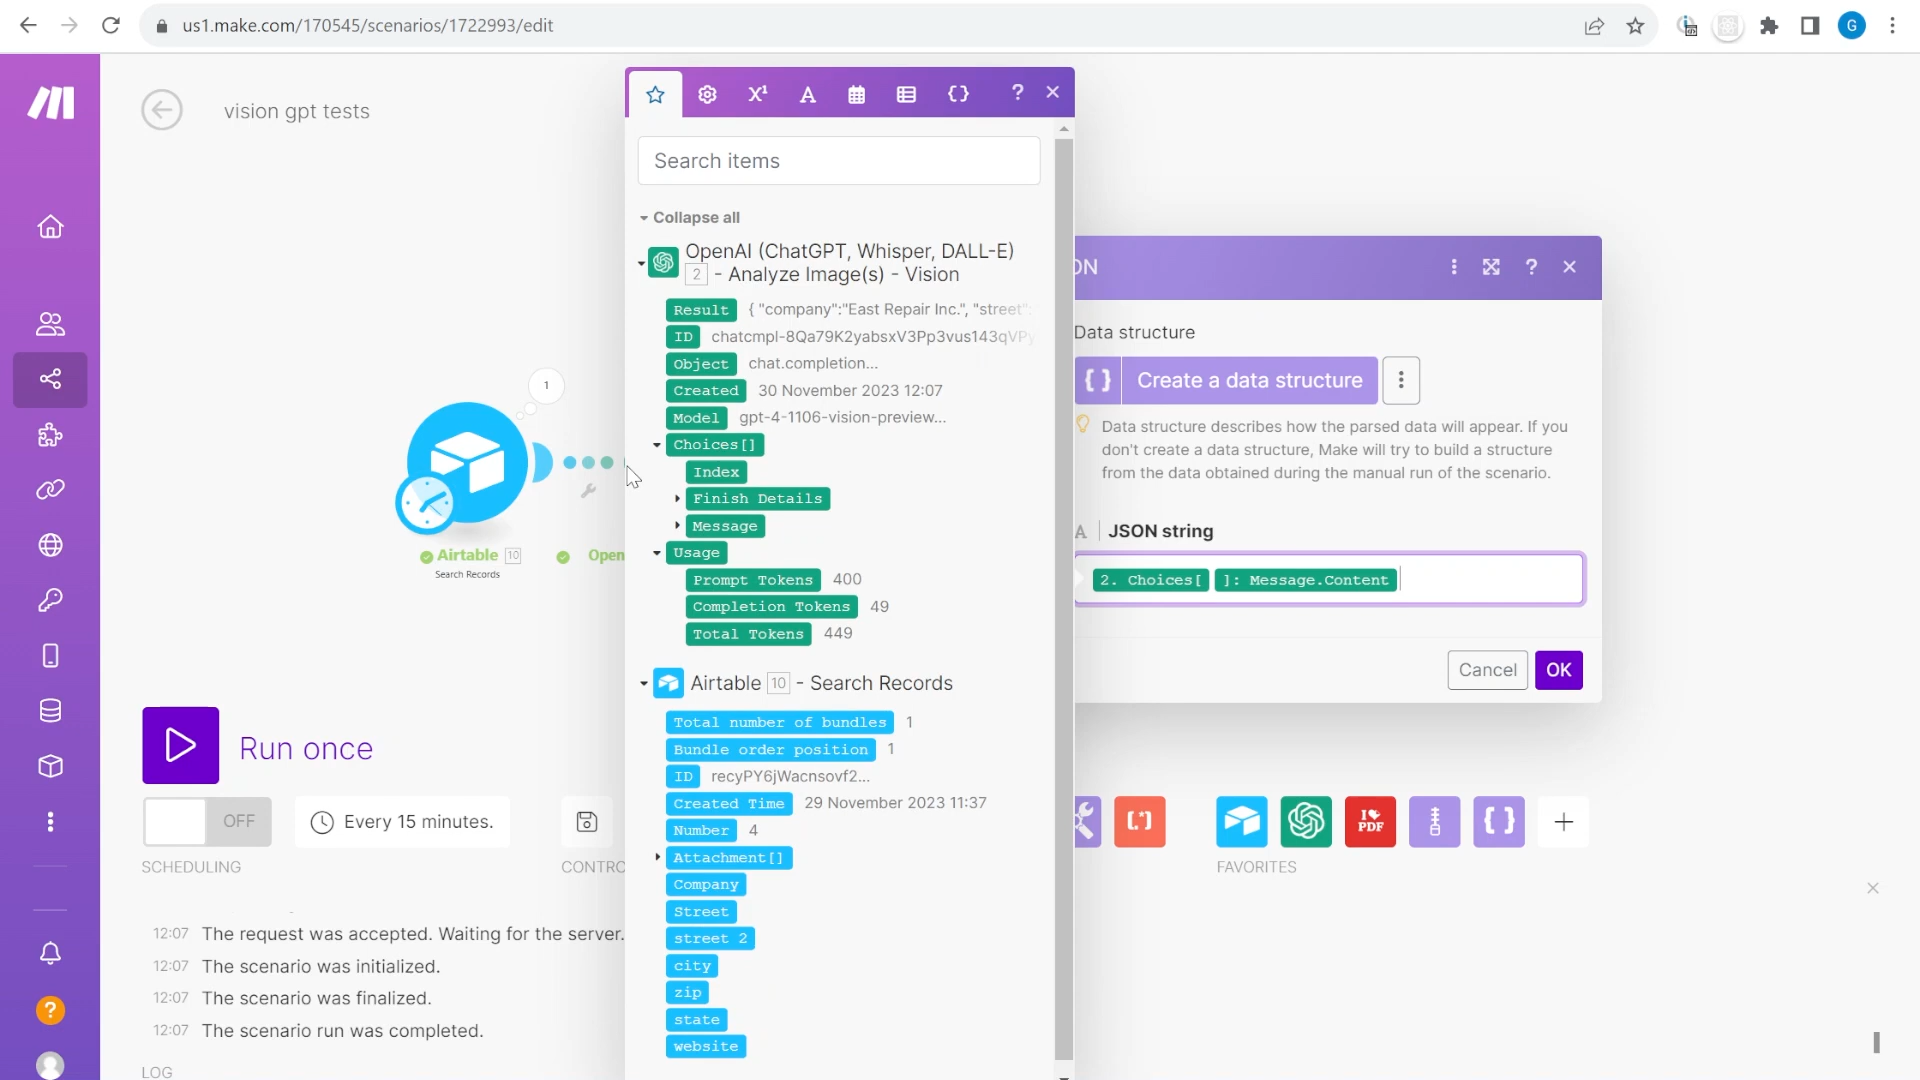 us1.make.com/170545/scenarios/1722993/edit
G
vision gpt tests
?
Search items
Collapse all
OpenAI (ChatGPT, Whisper, DALL-E)
2 - Analyze Image(s) - Vision
Result { "company":"East Repair Inc.", "street":
ID chatcmpl-8Qa79K2yabsxV3Pp3vus143qVPy
Object chat.completion...
Created 30 November 2023 12:07
Model gpt-4-1106-vision-preview...
Choices[]
Index
Finish Details
Message
Usage
Prompt Tokens 400
Completion Tokens 49
Total Tokens 449
Airtable 10 - Search Records
Total number of bundles 1
Bundle order position 1
ID recyPY6jWacnsovf2...
Created Time 29 November 2023 11:37
Number 4
Attachment[]
Company
Street
street 2
city
zip
state
website
ON
?
Data structure
{ } Create a data structure
Data structure describes how the parsed data will appear. If you
don't create a data structure, Make will try to build a structure
from the data obtained during the manual run of the scenario.
A JSON string
2. Choices[ ]: Message.Content
Cancel OK
1
Airtable 10
Search Records
Open
Run once
OFF
Every 15 minutes.
SCHEDULING
CONTRO
PDF
FAVORITES
12:07 The request was accepted. Waiting for the server.
12:07 The scenario was initialized.
12:07 The scenario was finalized.
12:07 The scenario run was completed.
LOG
?